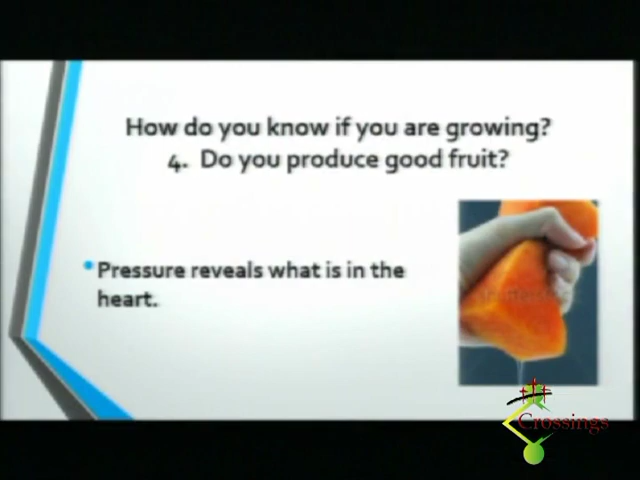 How do you know if you are growing?
4. Do you produce good fruit?
Pressure reveals what is in the
heart.
Crossings